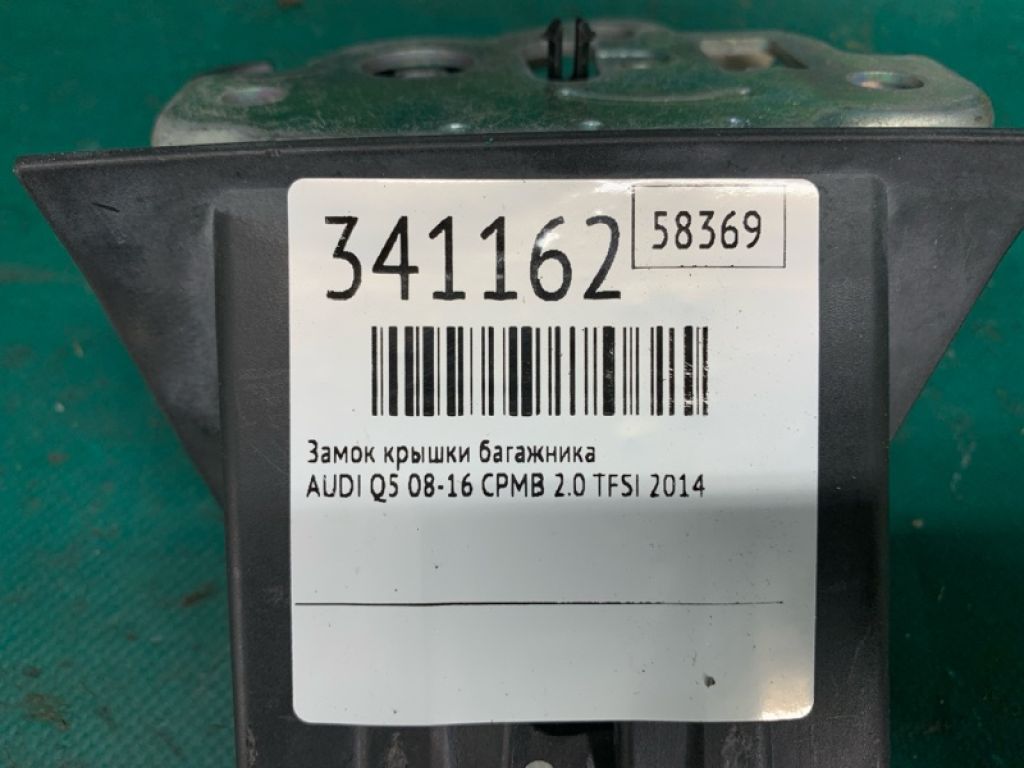 341162
58369
Замок крышки багажника
AUDI Q5 08-16 CPMB 2.0 TFSI 2014